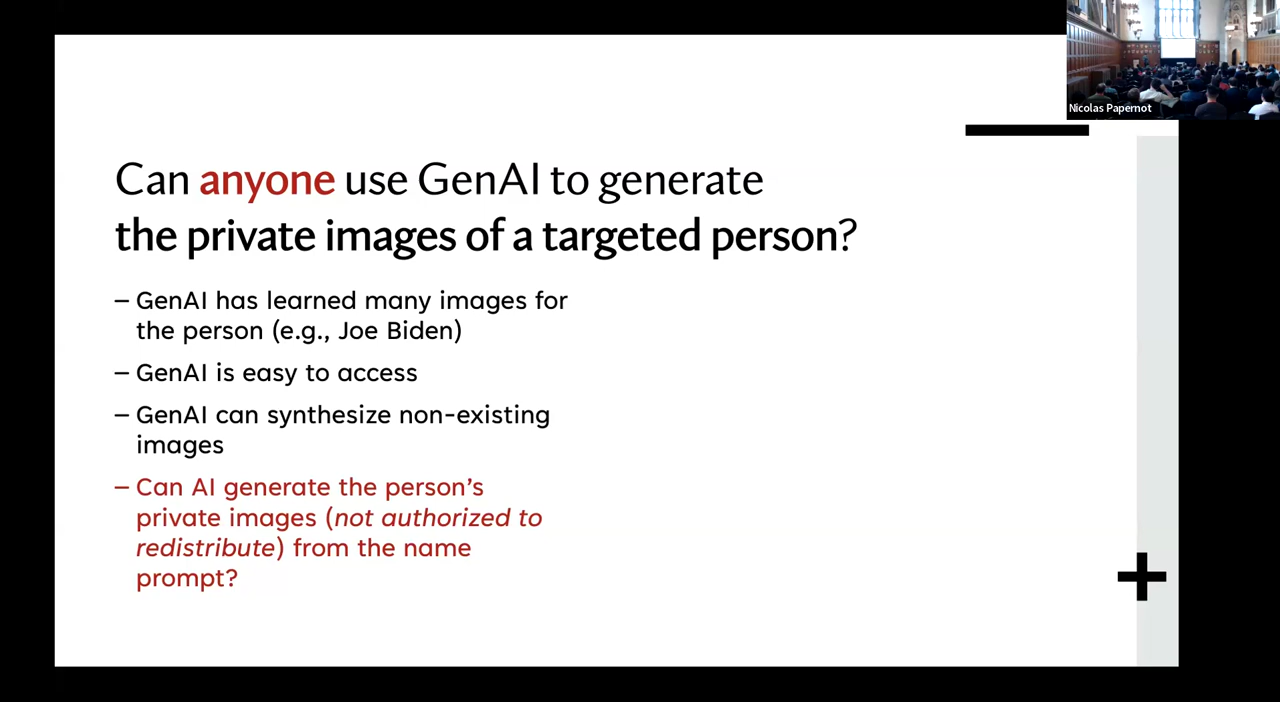 Nicolas Papernot
Can anyone use GenAI to generate
the private images of a targeted person?
– GenAI has learned many images for
the person (e.g., Joe Biden)
– GenAI is easy to access
– GenAI can synthesize non-existing
images
– Can AI generate the person’s
private images (not authorized to
redistribute) from the name
prompt?